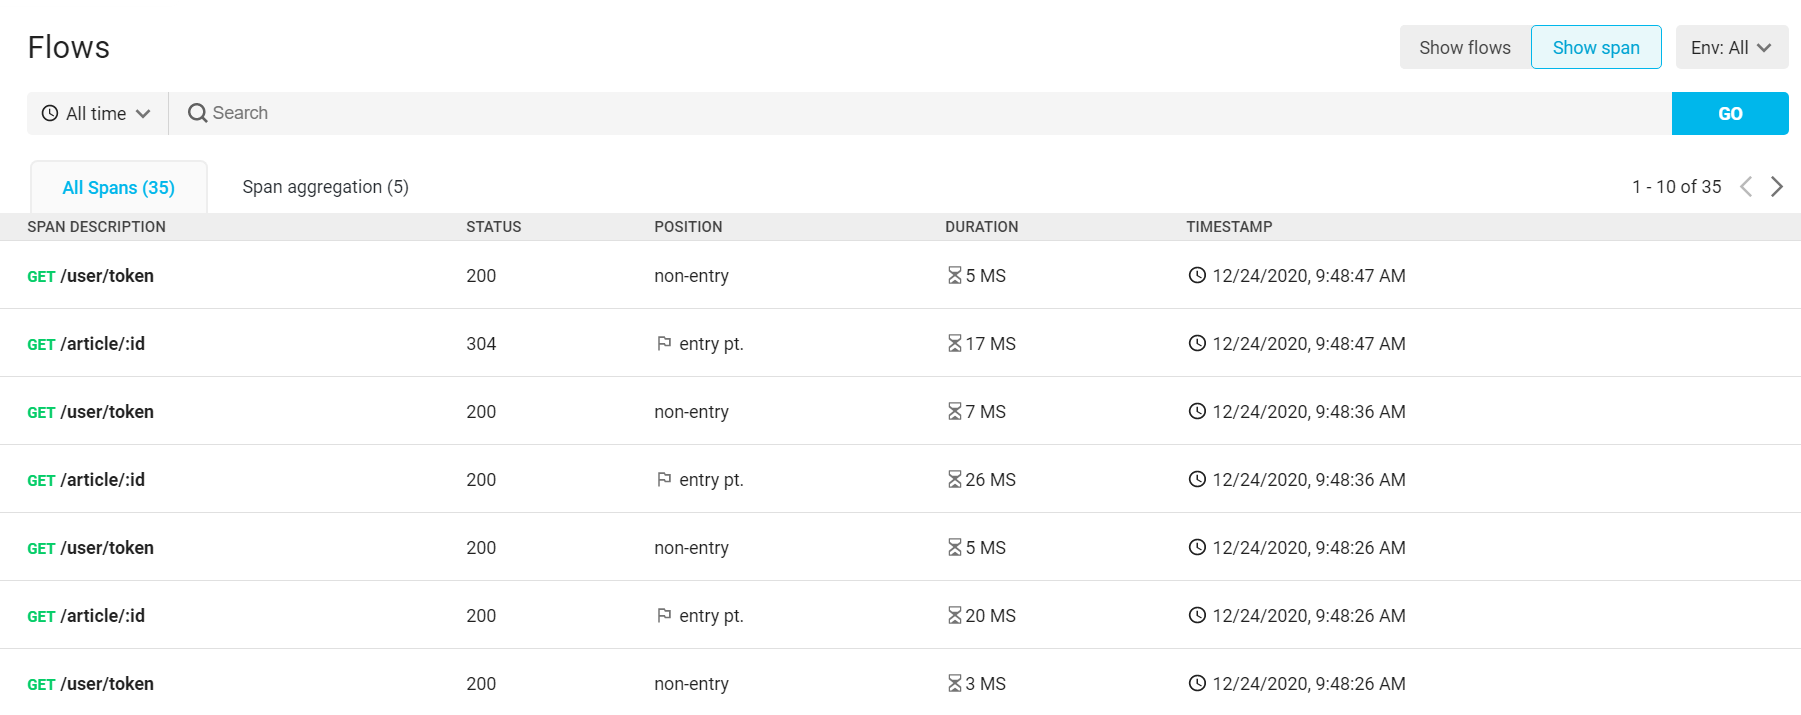 Flows
Show flows Show span Env: All
All time Search GO
All Spans (35) Span aggregation (5) 1 - 10 of 35
SPAN DESCRIPTION STATUS POSITION DURATION TIMESTAMP
GET /user/token 200 non-entry 5 MS 12/24/2020, 9:48:47 AM
GET /article/:id 304 entry pt. 17 MS 12/24/2020, 9:48:47 AM
GET /user/token 200 non-entry 7 MS 12/24/2020, 9:48:36 AM
GET /article/:id 200 entry pt. 26 MS 12/24/2020, 9:48:36 AM
GET /user/token 200 non-entry 5 MS 12/24/2020, 9:48:26 AM
GET /article/:id 200 entry pt. 20 MS 12/24/2020, 9:48:26 AM
GET /user/token 200 non-entry 3 MS 12/24/2020, 9:48:26 AM